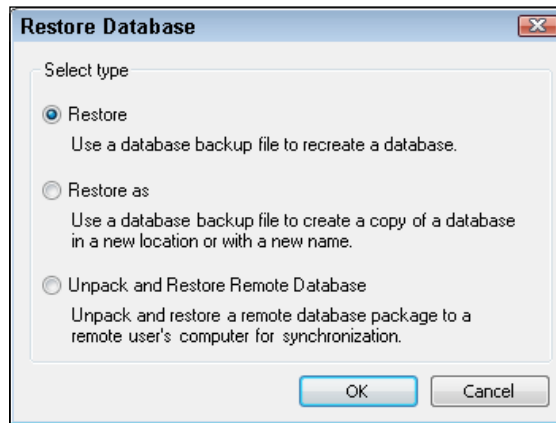 Restore Database
Select type
Restore
Use a database backup file to recreate a database.
Restore as
Use a database backup file to create a copy of a database
in a new location or with a new name.
Unpack and Restore Remote Database
Unpack and restore a remote database package to a
remote user's computer for synchronization.
OK
Cancel